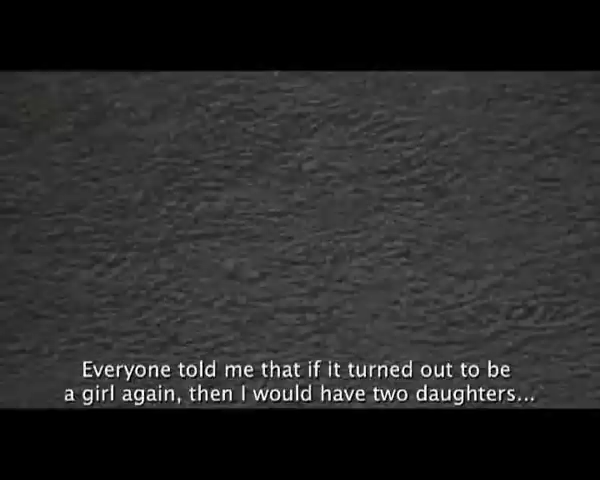 Everyone told me that if it turned out to be
a girl again, then I would have two daughters...